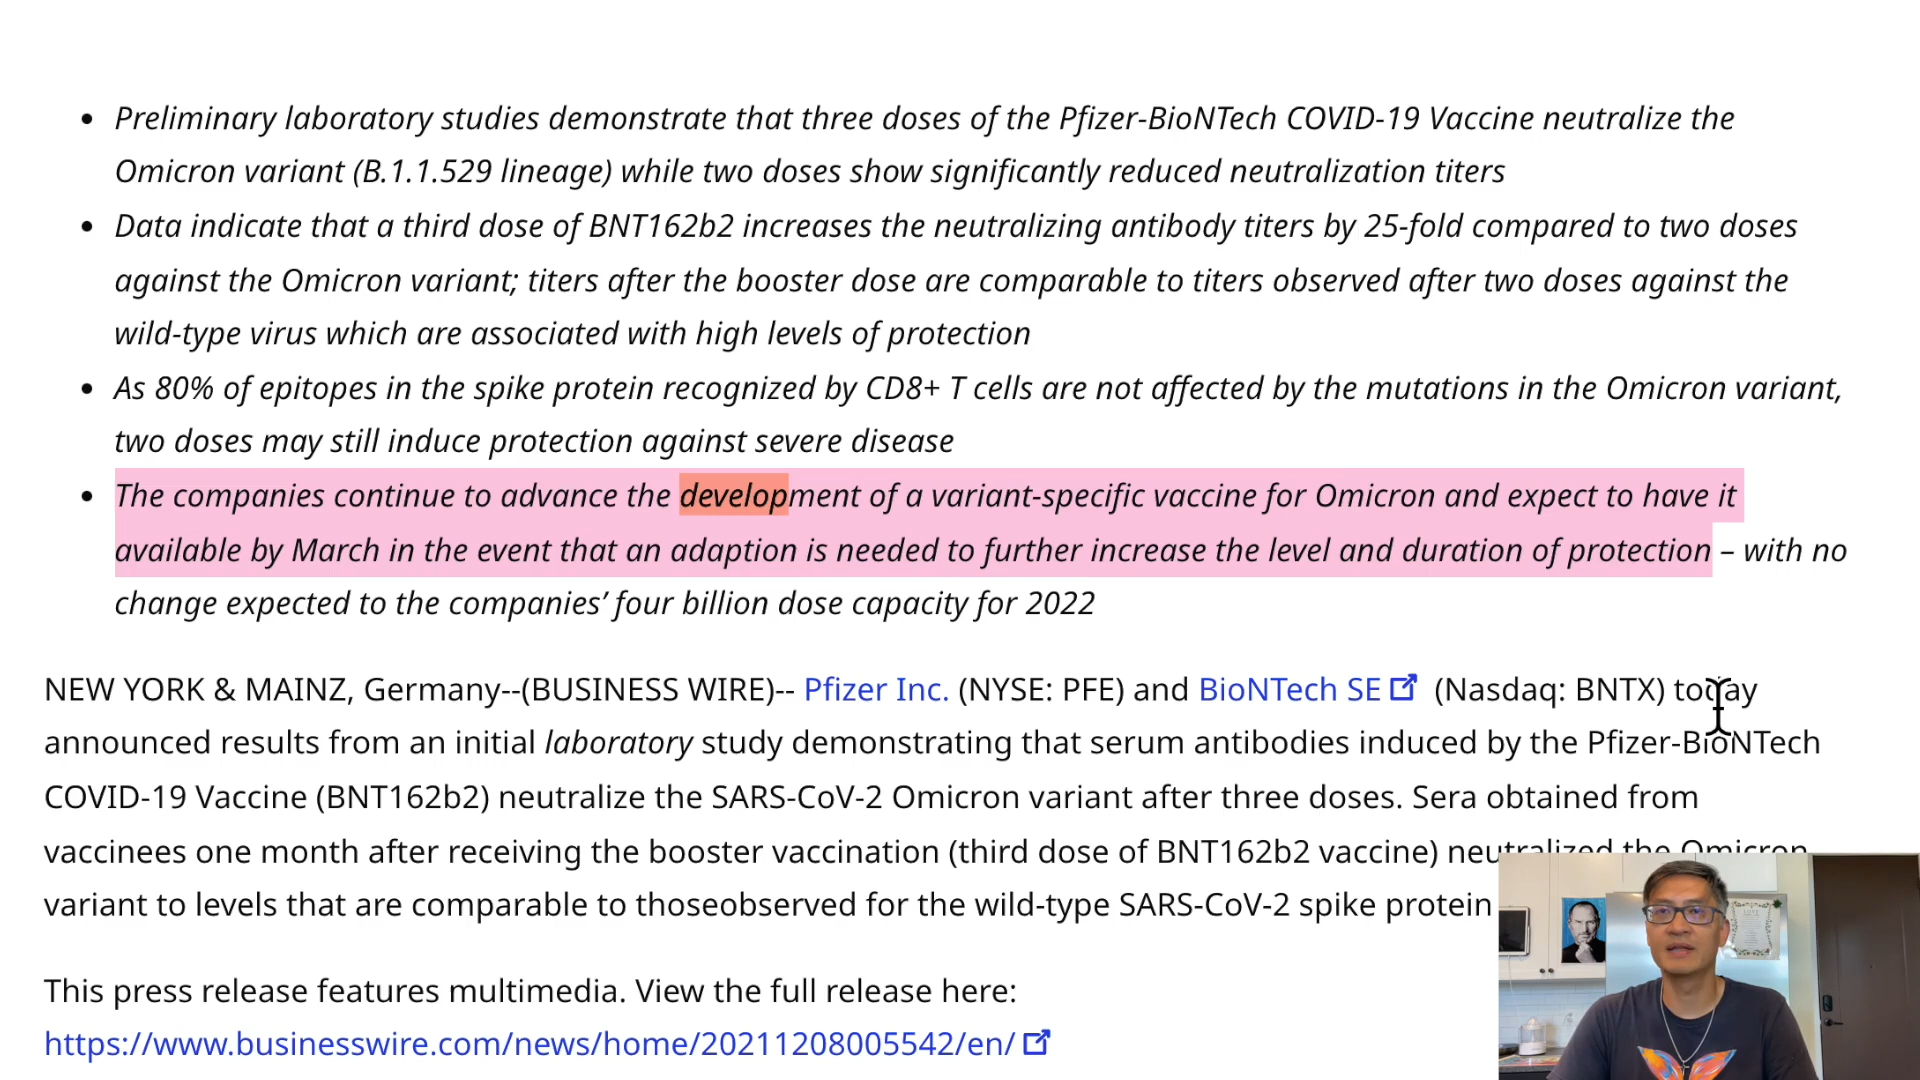 • Preliminary laboratory studies demonstrate that three doses of the Pfizer-BioNTech COVID-19 Vaccine neutralize the
Omicron variant (B.1.1.529 lineage) while two doses show significantly reduced neutralization titers
• Data indicate that a third dose of BNT162b2 increases the neutralizing antibody titers by 25-fold compared to two doses
against the Omicron variant; titers after the booster dose are comparable to titers observed after two doses against the
wild-type virus which are associated with high levels of protection
• As 80% of epitopes in the spike protein recognized by CD8+ T cells are not affected by the mutations in the Omicron variant,
two doses may still induce protection against severe disease
• The companies continue to advance the development of a variant-specific vaccine for Omicron and expect to have it
available by March in the event that an adaption is needed to further increase the level and duration of protection – with no
change expected to the companies’ four billion dose capacity for 2022
NEW YORK & MAINZ, Germany--(BUSINESS WIRE)-- Pfizer Inc. (NYSE: PFE) and BioNTech SE (Nasdaq: BNTX) today
announced results from an initial laboratory study demonstrating that serum antibodies induced by the Pfizer-BioNTech
COVID-19 Vaccine (BNT162b2) neutralize the SARS-CoV-2 Omicron variant after three doses. Sera obtained from
vaccinees one month after receiving the booster vaccination (third dose of BNT162b2 vaccine) neutralized the Omicron
variant to levels that are comparable to thoseobserved for the wild-type SARS-CoV-2 spike protein
This press release features multimedia. View the full release here:
https://www.businesswire.com/news/home/20211208005542/en/